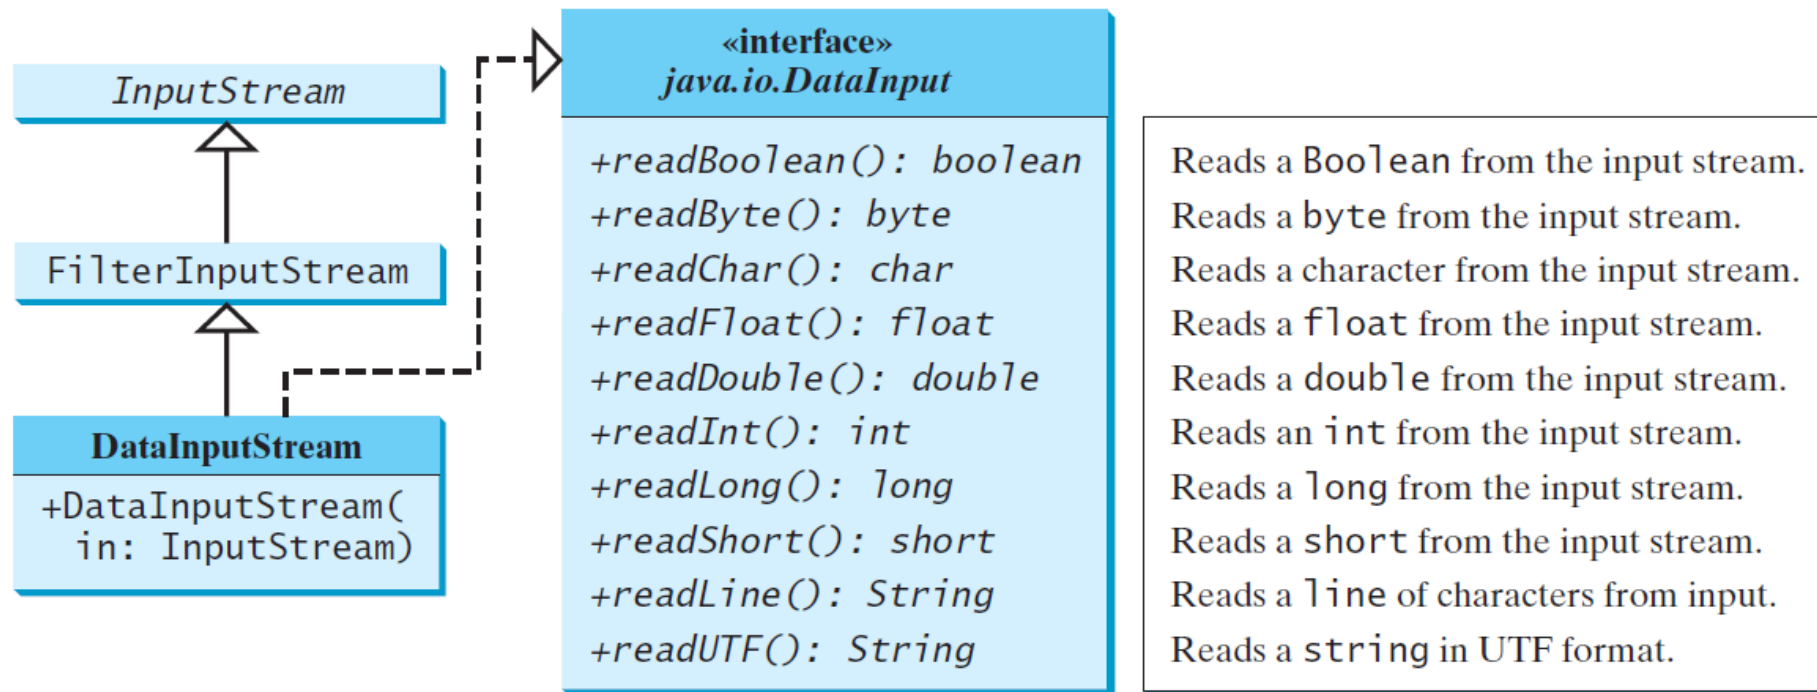 InputStream
FilterInputStream
DataInputStream
+DataInputStream(
in: InputStream)
«interface»
java.io.DataInput
+readBoolean(): boolean
+readByte(): byte
+readChar(): char
+readFloat(): float
+readDouble(): double
+readInt(): int
+readLong(): long
+readShort(): short
+readLine(): String
+readUTF(): String
Reads a Boolean from the input stream.
Reads a byte from the input stream.
Reads a character from the input stream.
Reads a float from the input stream.
Reads a double from the input stream.
Reads an int from the input stream.
Reads a long from the input stream.
Reads a short from the input stream.
Reads a line of characters from input.
Reads a string in UTF format.